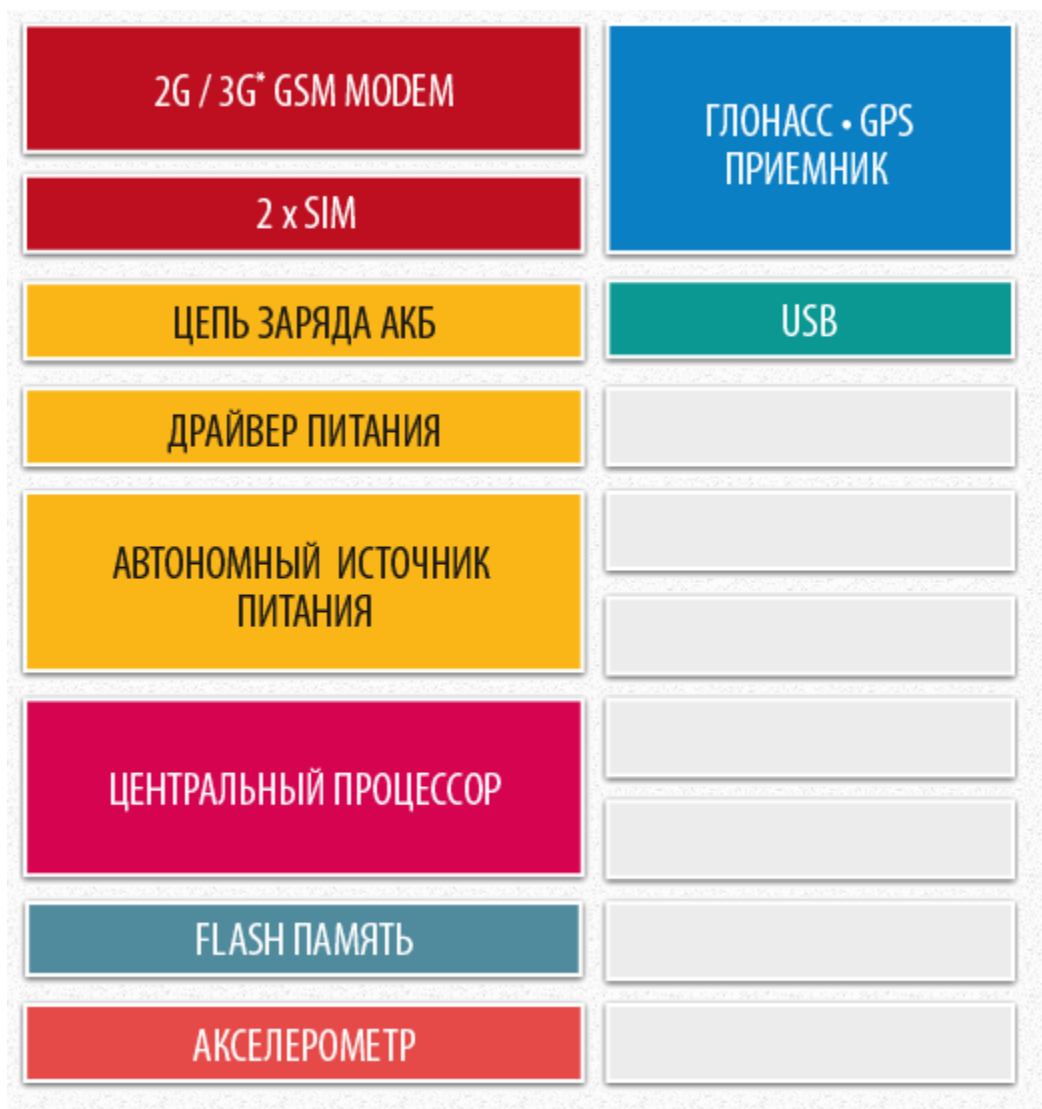 2G / 3G* GSM MODEM
2 x SIM
ЦЕПЬ ЗАРЯДА АКБ
ДРАЙВЕР ПИТАНИЯ
АВТОНОМНЫЙ ИСТОЧНИК
ПИТАНИЯ
ЦЕНТРАЛЬНЫЙ ПРОЦЕССОР
FLASH ПАМЯТЬ
АКСЕЛЕРОМЕТР
ГЛОНАСС • GPS
ПРИЕМНИК
USB